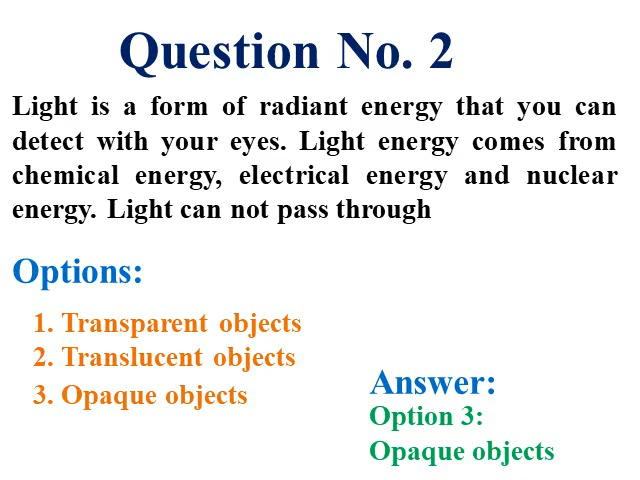 Question No. 2
Light is a form of radiant energy that you can
detect with your eyes. Light energy comes from
chemical energy, electrical energy and nuclear
energy. Light can not pass through
Options:
1. Transparent objects
2. Translucent objects
3. Opaque objects
Answer:
Option 3:
Opaque objects